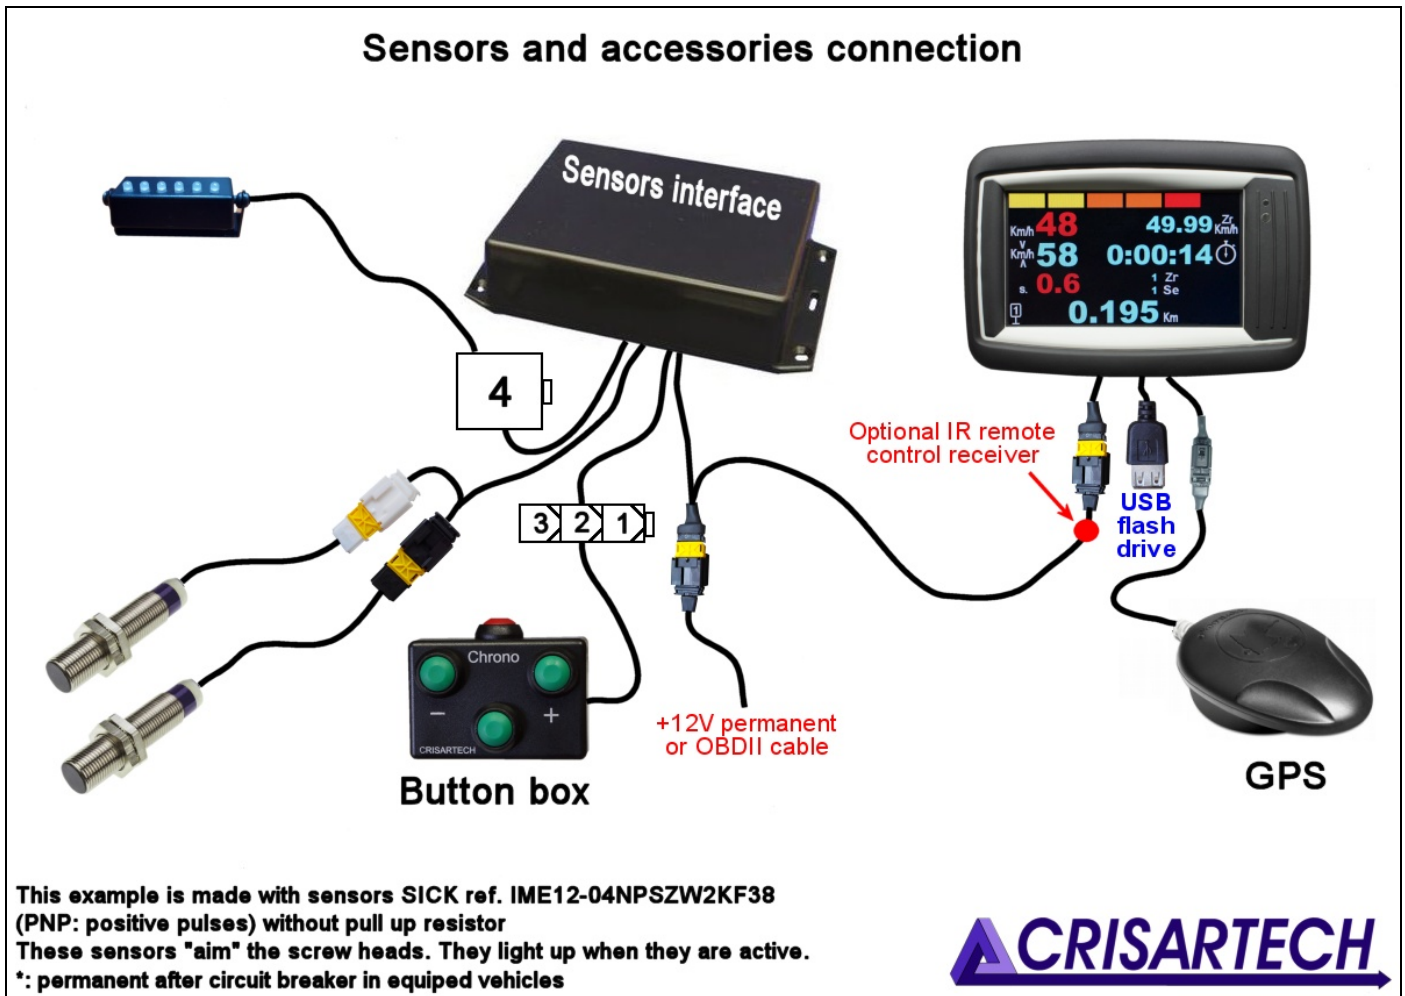 Sensors and accessories connection
Sensors interface
Km/h 48 49.99 Zr Km/h
V
Km/h 58 0:00:14
s. 0.6 1 Zr
1 Se
1 0.195 Km
4
Optional IR remote
control receiver
USB
flash
drive
3 2 1
Chrono
- +
CRISARTECH
Button box
+12V permanent
or OBDII cable
GPS
This example is made with sensors SICK ref. IME12-04NPSZW2KF38
(PNP: positive pulses) without pull up resistor
These sensors "aim" the screw heads. They light up when they are active.
*: permanent after circuit breaker in equiped vehicles
CRISARTECH